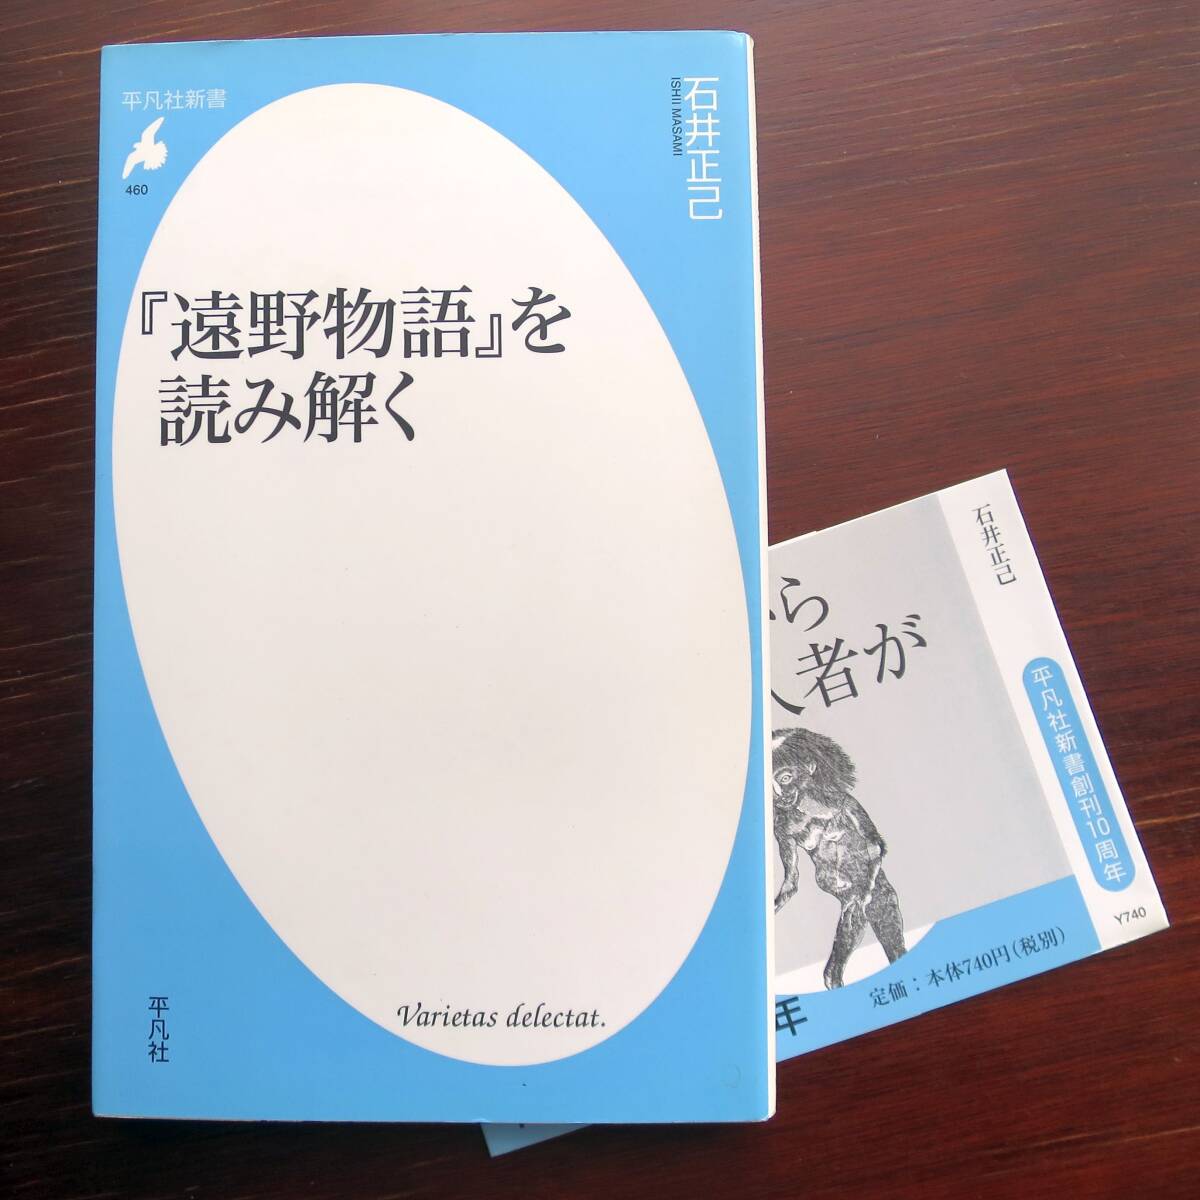 平凡社新書
460
石井正己
ISHII MASAMI
『遠野物語』を
読み解く
Varietas delectat.
平凡社
石井正己
から
者が
平凡社新書創刊10周年
Y740
定価：本体740円(税別)
年